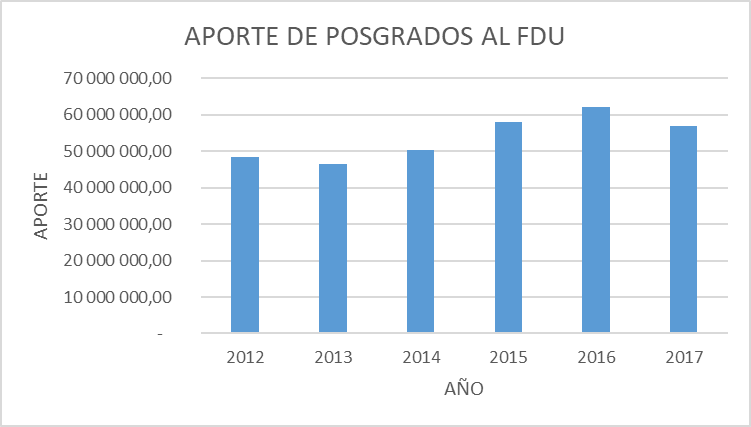 APORTE DE POSGRADOS AL FDU
70 000 000,00
60 000 000,00
50 000 000,00
40 000 000,00
30 000 000,00
20 000 000,00
10 000 000,00
-
APORTE
2012 2013 2014 2015 2016 2017
AÑO